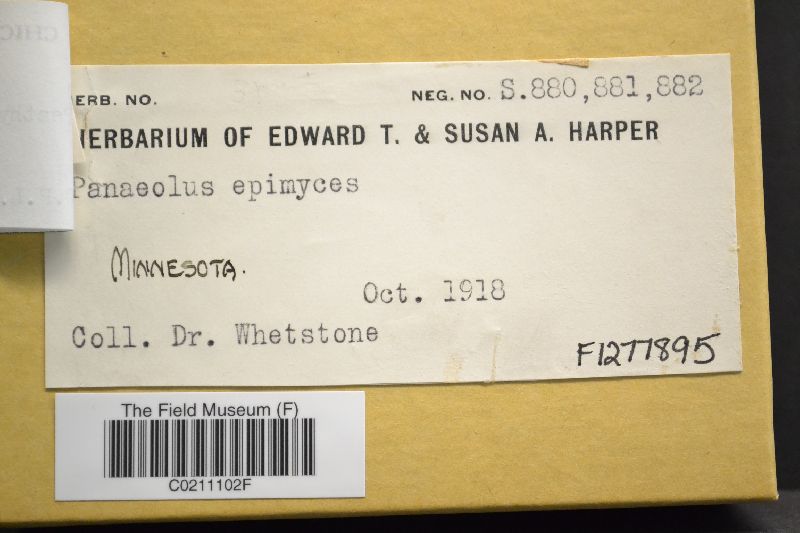 ERB. NO.
NEG. NO. S.880,881,882
HERBARIUM OF EDWARD T. & SUSAN A. HARPER
Panaeolus epimyces
MINNESOTA.
Oct. 1918
Coll. Dr. Whetstone
F1277895
The Field Museum (F)
C0211102F